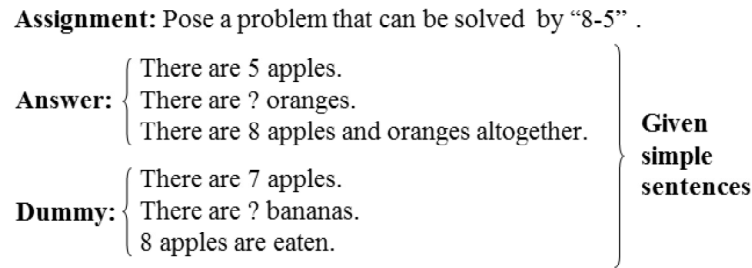 Assignment: Pose a problem that can be solved by “8-5” .
There are 5 apples.
Answer: There are ? oranges.
There are 8 apples and oranges altogether.
There are 7 apples.
Dummy: There are ? bananas.
8 apples are eaten.
Given
simple
sentences